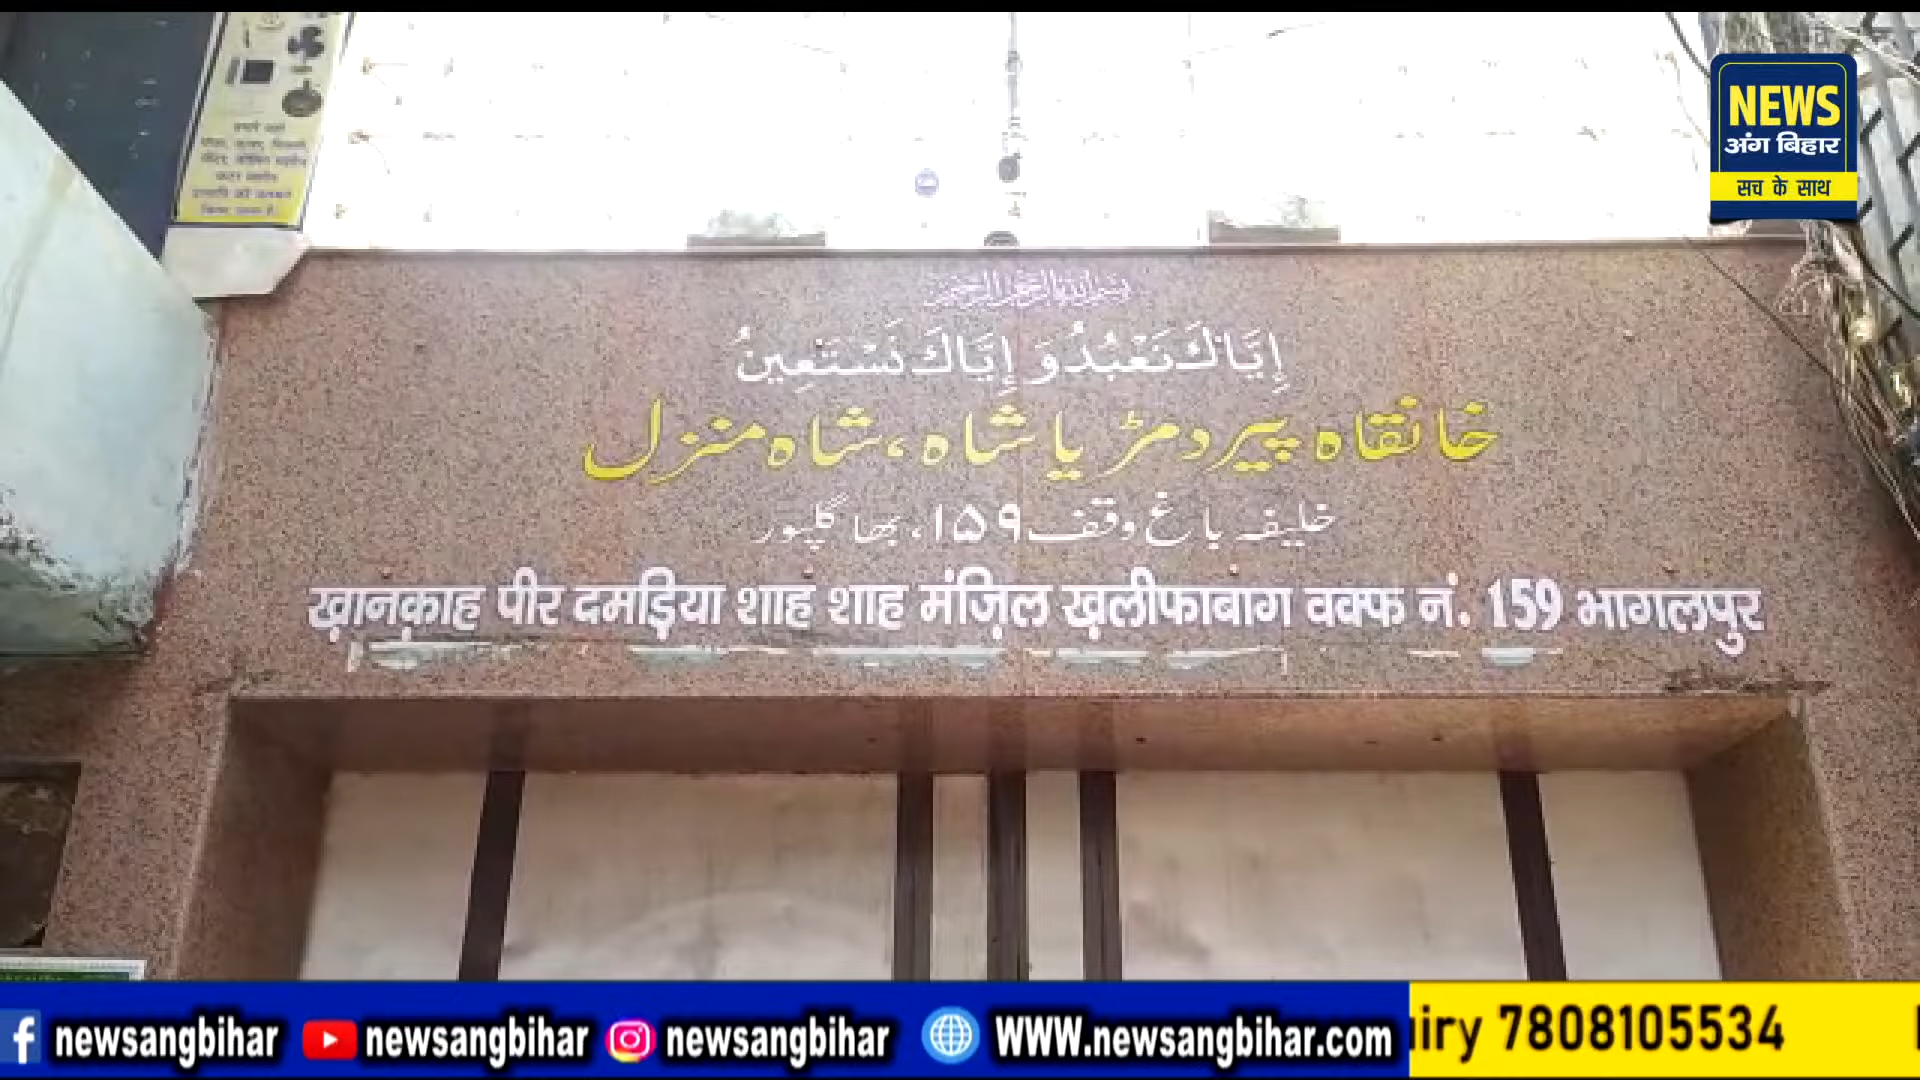 NEWS
अंग बिहार
सच के साथ
بسم الله الرحمن الرحيم
إِيَّاكَ نَعْبُدُ وَ إِيَّاكَ نَسْتَعِينُ
خانقاہ پیر دمڑیا شاہ، شاہ منزل
خلیفہ باغ وقف ۱۵۹، بھاگلپور
ख़ानक़ाह पीर दमड़िया शाह शाह मंज़िल ख़लीफाबाग वक्फ नं. 159 भागलपुर
newsangbihar newsangbihar newsangbihar WWW.newsangbihar.com iry 7808105534